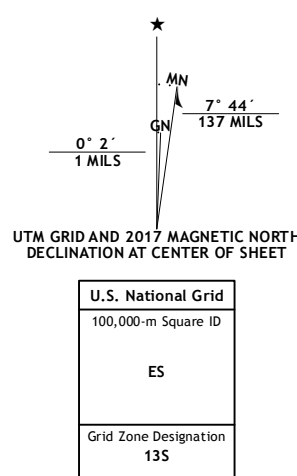 ★
MN
7° 44´
137 MILS
GN
0° 2´
1 MILS
UTM GRID AND 2017 MAGNETIC NORTH
DECLINATION AT CENTER OF SHEET
U.S. National Grid
100,000-m Square ID
ES
Grid Zone Designation
13S